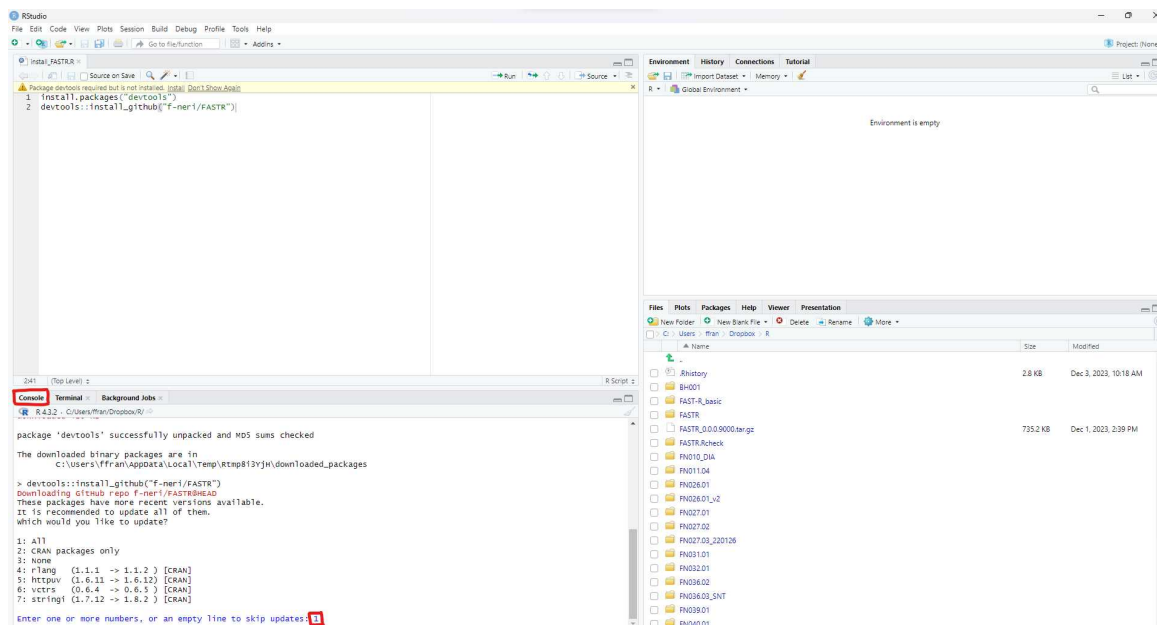 RStudio
File Edit Code View Plots Session Build Debug Profile Tools Help
Go to file/function Addins Project: (None
Install_FASTR.R
Source on Save Run Source
Package devtools required but is not installed. Install Don't Show Again
1 install.packages("devtools")
2 devtools::install_github("f-neri/FASTR")
2:41 (Top Level) R Script
Console Terminal Background Jobs
R 4.3.2 · C:/Users/ffran/Dropbox/R/
package 'devtools' successfully unpacked and MD5 sums checked
The downloaded binary packages are in
C:\Users\ffran\AppData\Local\Temp\Rtmp8i3YjH\downloaded_packages
> devtools::install_github("f-neri/FASTR")
Downloading GitHub repo f-neri/FASTR@HEAD
These packages have more recent versions available.
It is recommended to update all of them.
Which would you like to update?
1: All
2: CRAN packages only
3: None
4: rlang (1.1.1 -> 1.1.2 ) [CRAN]
5: httpuv (1.6.11 -> 1.6.12) [CRAN]
6: vctrs (0.6.4 -> 0.6.5 ) [CRAN]
7: stringi (1.7.12 -> 1.8.2 ) [CRAN]
Enter one or more numbers, or an empty line to skip updates: 1
Environment History Connections Tutorial
Import Dataset Memory List
R Global Environment
Environment is empty
Files Plots Packages Help Viewer Presentation
New Folder New Blank File Delete Rename More
C: Users ffran Dropbox R
Name Size Modified
..
.Rhistory 2.8 KB Dec 3, 2023, 10:18 AM
BH001
FAST-R_basic
FASTR
FASTR_0.0.0.9000.tar.gz 735.2 KB Dec 1, 2023, 2:39 PM
FASTR.Rcheck
FN010_DIA
FN011.04
FN026.01
FN026.01_v2
FN027.01
FN027.02
FN027.03_220126
FN031.01
FN032.01
FN036.02
FN036.03_SNT
FN039.01
FN040.01